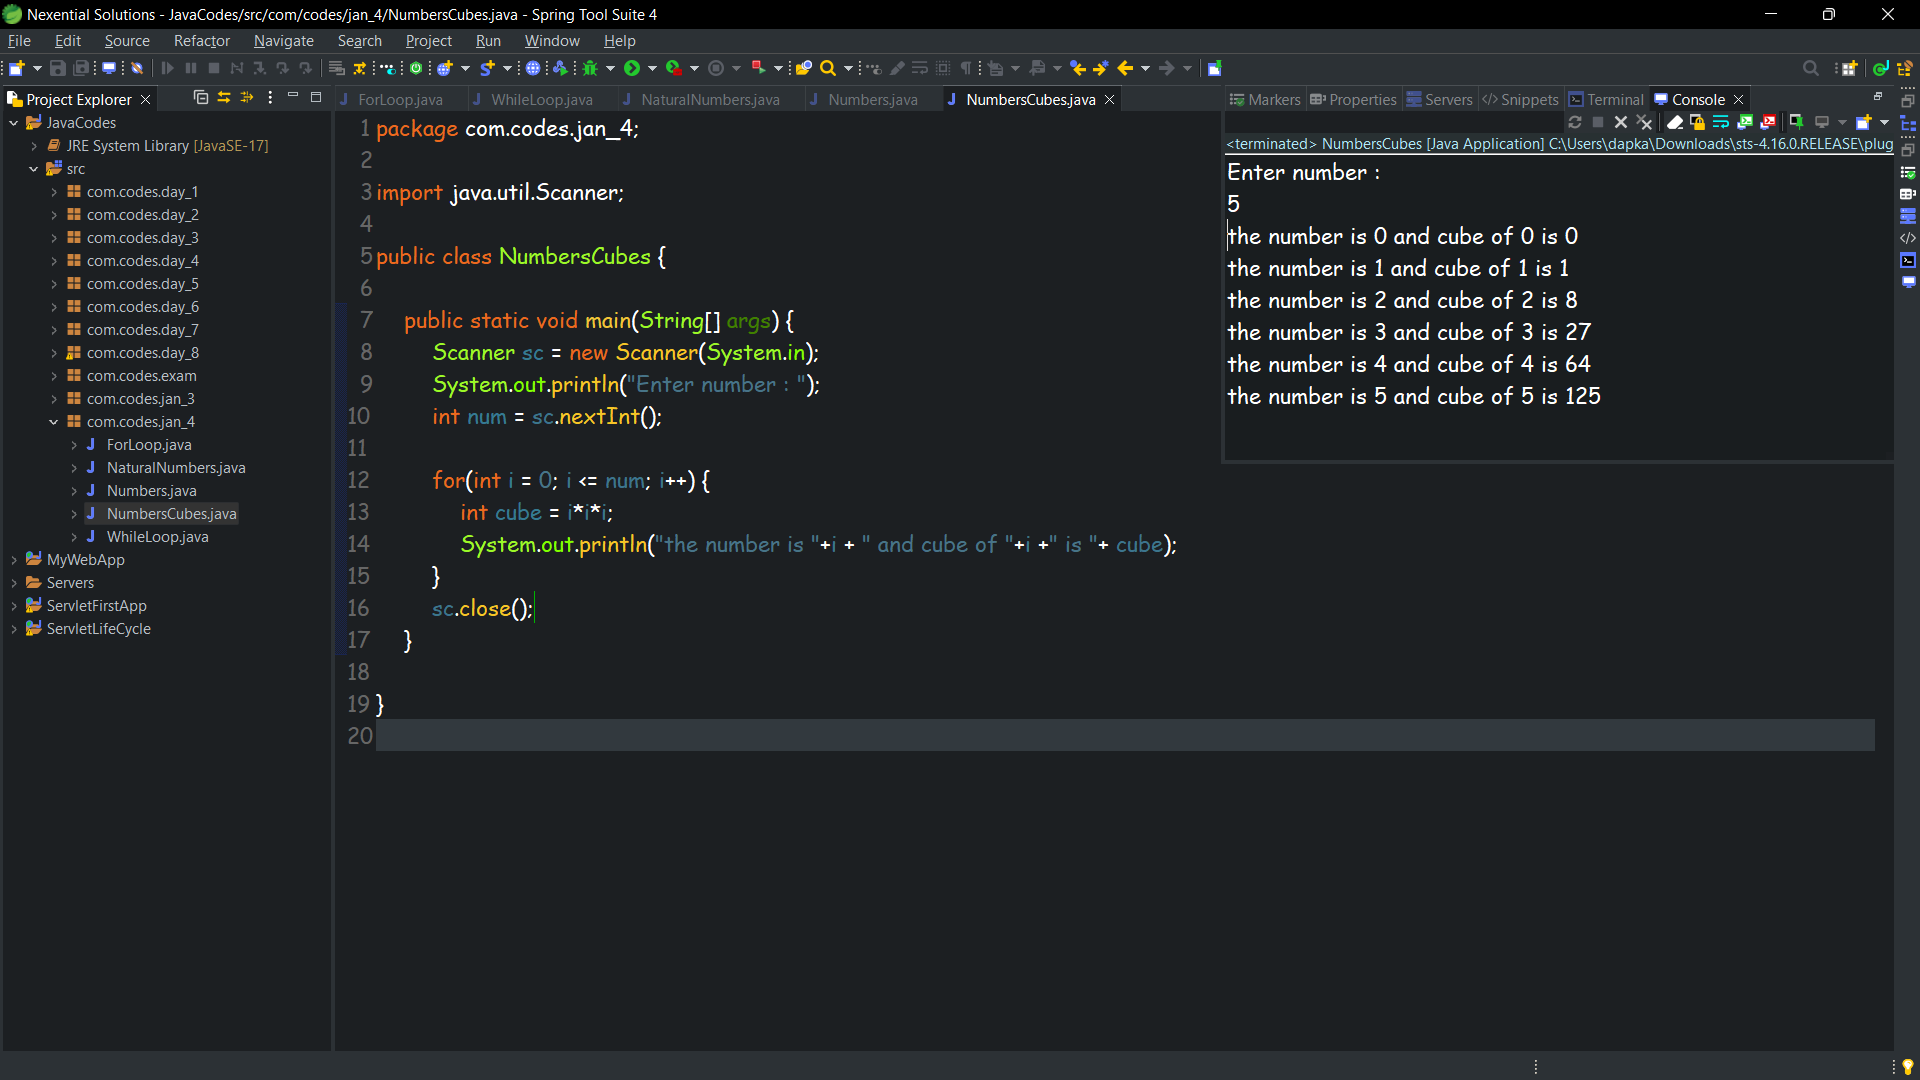 Nexential Solutions - JavaCodes/src/com/codes/jan_4/NumbersCubes.java - Spring Tool Suite 4
File Edit Source Refactor Navigate Search Project Run Window Help
Project Explorer
JavaCodes
JRE System Library [JavaSE-17]
src
com.codes.day_1
com.codes.day_2
com.codes.day_3
com.codes.day_4
com.codes.day_5
com.codes.day_6
com.codes.day_7
com.codes.day_8
com.codes.exam
com.codes.jan_3
com.codes.jan_4
ForLoop.java
NaturalNumbers.java
Numbers.java
NumbersCubes.java
WhileLoop.java
MyWebApp
Servers
ServletFirstApp
ServletLifeCycle
ForLoop.java WhileLoop.java NaturalNumbers.java Numbers.java NumbersCubes.java
1 package com.codes.jan_4;
2
3 import java.util.Scanner;
4
5 public class NumbersCubes {
6
7 public static void main(String[] args) {
8 Scanner sc = new Scanner(System.in);
9 System.out.println("Enter number : ");
10 int num = sc.nextInt();
11
12 for(int i = 0; i <= num; i++) {
13 int cube = i*i*i;
14 System.out.println("the number is "+i + " and cube of "+i +" is "+ cube);
15 }
16 sc.close();
17 }
18
19 }
20
Markers Properties Servers Snippets Terminal Console
<terminated> NumbersCubes [Java Application] C:\Users\dapka\Downloads\sts-4.16.0.RELEASE\plug
Enter number :
5
the number is 0 and cube of 0 is 0
the number is 1 and cube of 1 is 1
the number is 2 and cube of 2 is 8
the number is 3 and cube of 3 is 27
the number is 4 and cube of 4 is 64
the number is 5 and cube of 5 is 125